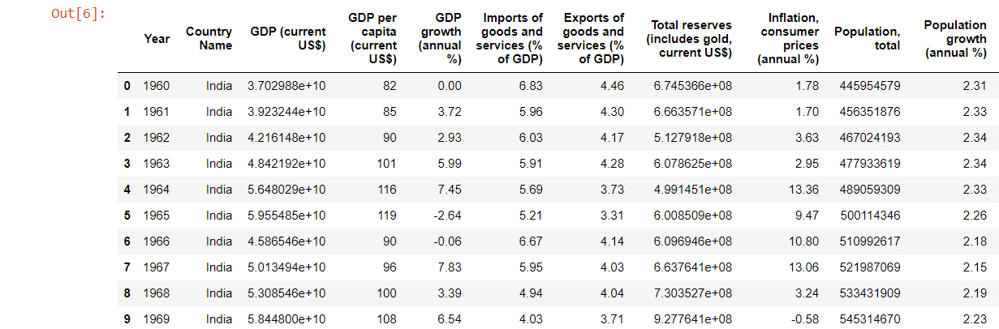 Out[6]:
Year Country Name GDP (current US$) GDP per capita (current US$) GDP growth (annual %) Imports of goods and services (% of GDP) Exports of goods and services (% of GDP) Total reserves (includes gold, current US$) Inflation, consumer prices (annual %) Population, total Population growth (annual %)
0 1960 India 3.702988e+10 82 0.00 6.83 4.46 6.745366e+08 1.78 445954579 2.31
1 1961 India 3.923244e+10 85 3.72 5.96 4.30 6.663571e+08 1.70 456351876 2.33
2 1962 India 4.216148e+10 90 2.93 6.03 4.17 5.127918e+08 3.63 467024193 2.34
3 1963 India 4.842192e+10 101 5.99 5.91 4.28 6.078625e+08 2.95 477933619 2.34
4 1964 India 5.648029e+10 116 7.45 5.69 3.73 4.991451e+08 13.36 489059309 2.33
5 1965 India 5.955485e+10 119 -2.64 5.21 3.31 6.008509e+08 9.47 500114346 2.26
6 1966 India 4.586546e+10 90 -0.06 6.67 4.14 6.096946e+08 10.80 510992617 2.18
7 1967 India 5.013494e+10 96 7.83 5.95 4.03 6.637641e+08 13.06 521987069 2.15
8 1968 India 5.308546e+10 100 3.39 4.94 4.04 7.303527e+08 3.24 533431909 2.19
9 1969 India 5.844800e+10 108 6.54 4.03 3.71 9.277641e+08 -0.58 545314670 2.23